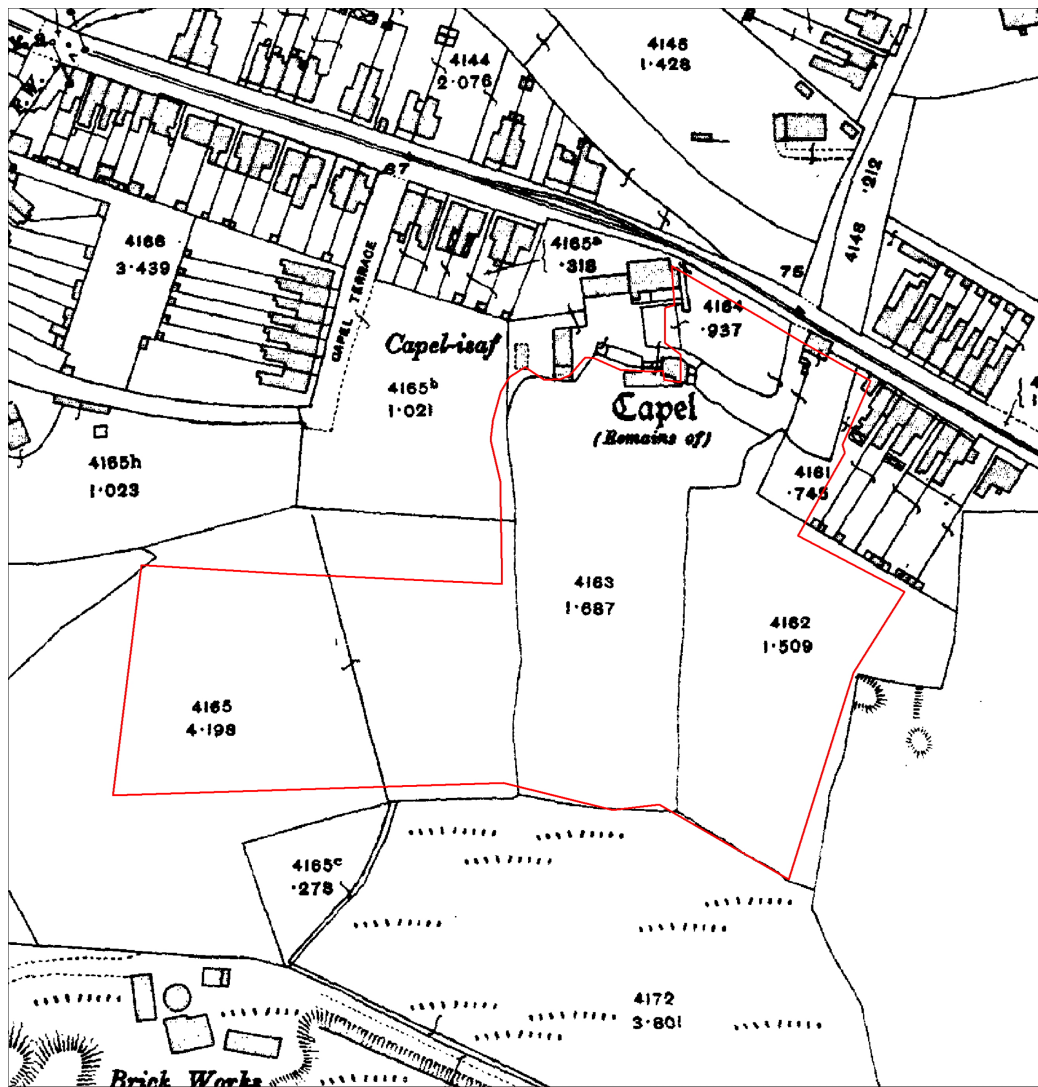 4144
2·076
4145
1·428
·212
4148
67
75
4166
3·439
CAPEL TERRACE
4165ª
·318
4164
·937
Capel-isaf
4165ᵇ
1·021
Capel
(Remains of)
4165h
1·023
4161
·745
4163
1·687
4162
1·509
4165
4·198
4165ᶜ
·278
4172
3·801
Brick Works